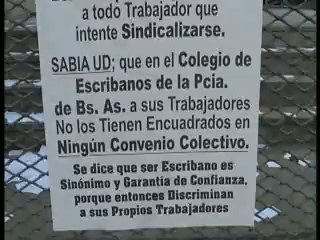 a todo Trabajador que
intente Sindicalizarse.
SABIA UD; que en el Colegio de
Escribanos de la Pcia.
de Bs. As. a sus Trabajadores
No los Tienen Encuadrados en
Ningún Convenio Colectivo.
Se dice que ser Escribano es
Sinónimo y Garantía de Confianza,
porque entonces Discriminan
a sus Propios Trabajadores